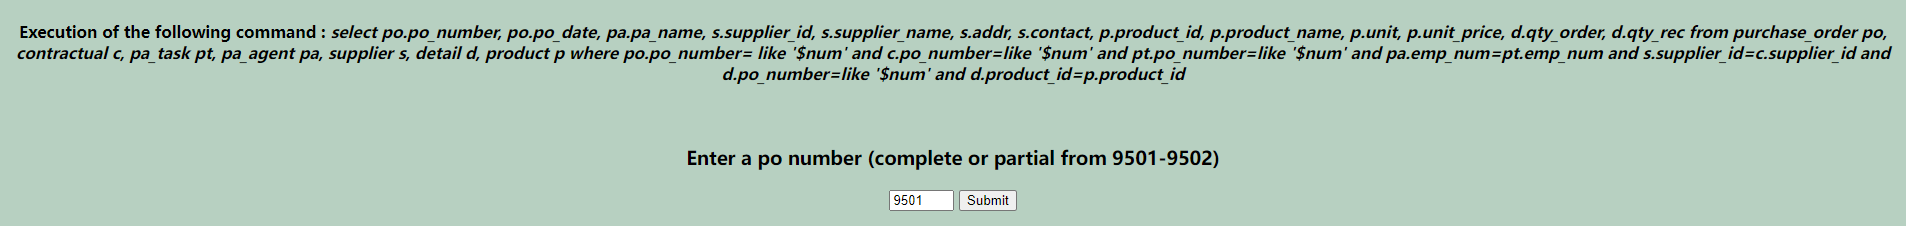 Execution of the following command : select po.po_number, po.po_date, pa.pa_name, s.supplier_id, s.supplier_name, s.addr, s.contact, p.product_id, p.product_name, p.unit, p.unit_price, d.qty_order, d.qty_rec from purchase_order po,
contractual c, pa_task pt, pa_agent pa, supplier s, detail d, product p where po.po_number= like '$num' and c.po_number=like '$num' and pt.po_number=like '$num' and pa.emp_num=pt.emp_num and s.supplier_id=c.supplier_id and
d.po_number=like '$num' and d.product_id=p.product_id
Enter a po number (complete or partial from 9501-9502)
9501 Submit